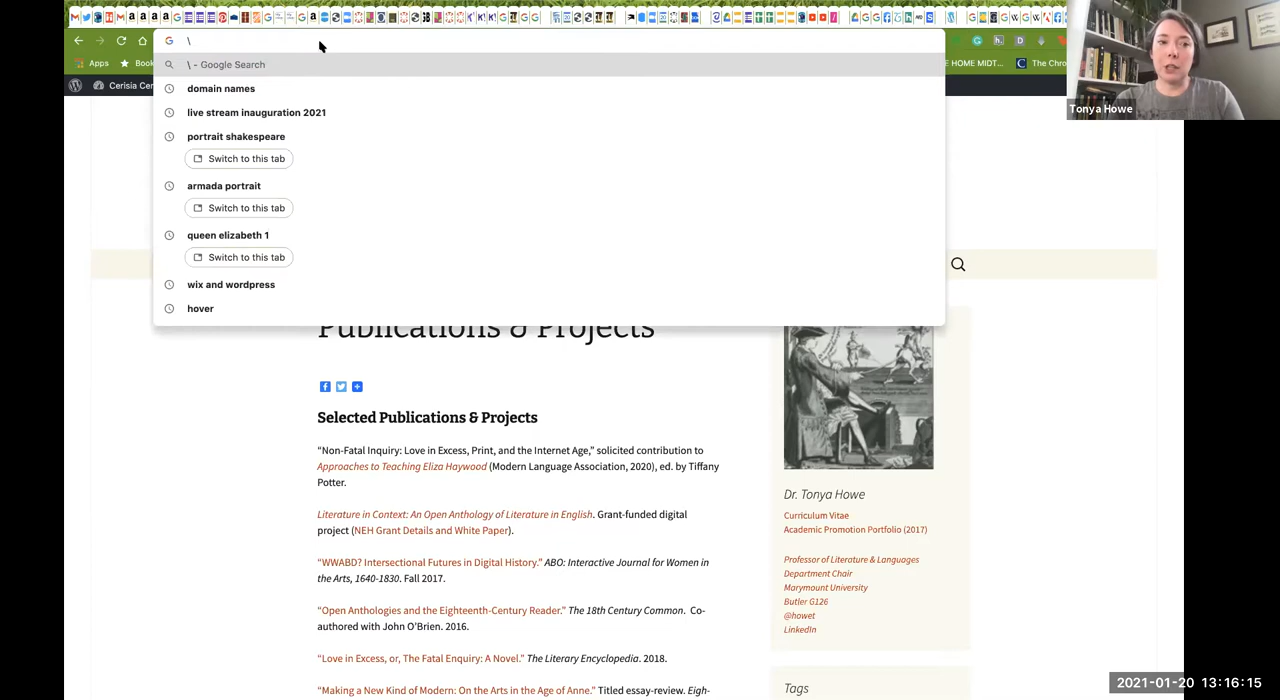 \
\ - Google Search
domain names
live stream inauguration 2021
portrait shakespeare
Switch to this tab
armada portrait
Switch to this tab
queen elizabeth 1
Switch to this tab
wix and wordpress
hover
Apps
Book
E HOME MIDT...
The Chro
Cerisia Cer
Tonya Howe
Publications & Projects
Selected Publications & Projects
“Non-Fatal Inquiry: Love in Excess, Print, and the Internet Age,” solicited contribution to
Approaches to Teaching Eliza Haywood (Modern Language Association, 2020), ed. by Tiffany
Potter.
Literature in Context: An Open Anthology of Literature in English. Grant-funded digital
project (NEH Grant Details and White Paper).
“WWABD? Intersectional Futures in Digital History.” ABO: Interactive Journal for Women in
the Arts, 1640-1830. Fall 2017.
“Open Anthologies and the Eighteenth-Century Reader.” The 18th Century Common. Co-
authored with John O’Brien. 2016.
“Love in Excess, or, The Fatal Enquiry: A Novel.” The Literary Encyclopedia. 2018.
“Making a New Kind of Modern: On the Arts in the Age of Anne.” Titled essay-review. Eigh-
Dr. Tonya Howe
Curriculum Vitae
Academic Promotion Portfolio (2017)
Professor of Literature & Languages
Department Chair
Marymount University
Butler G126
@howet
LinkedIn
Tags
2021-01-20 13:16:15